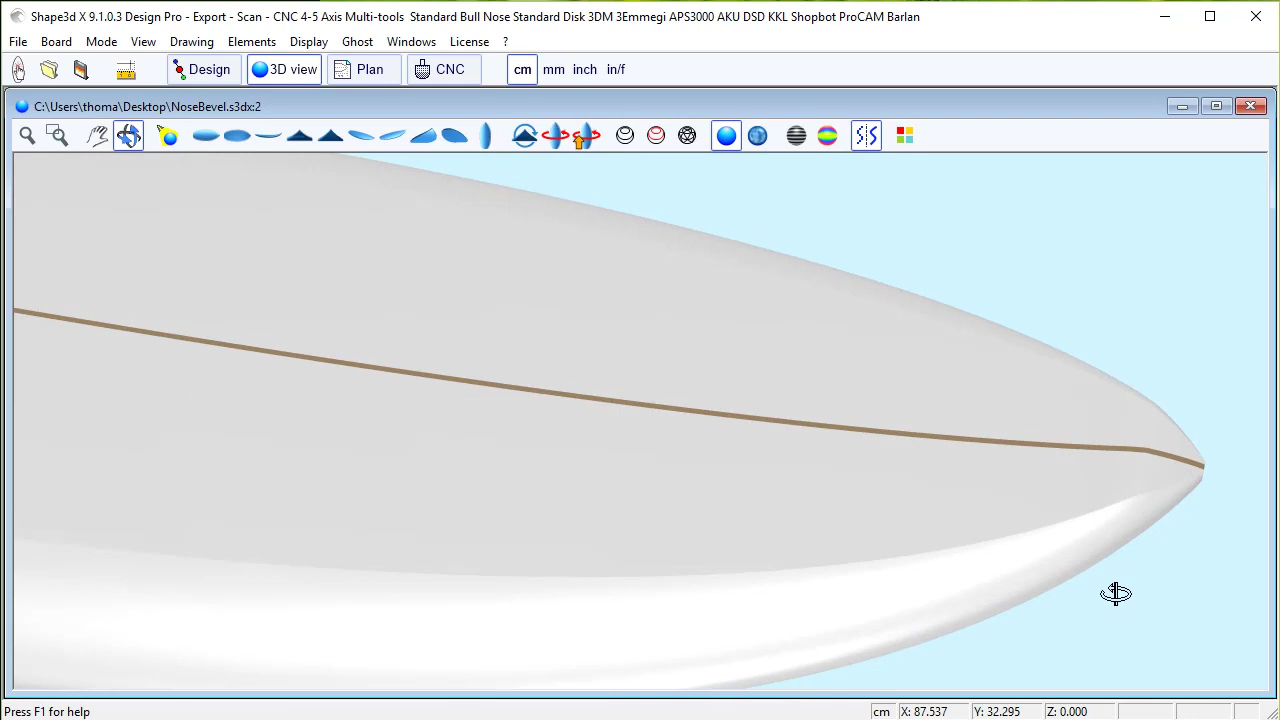 Shape3d X 9.1.0.3 Design Pro - Export - Scan - CNC 4-5 Axis Multi-tools  Standard Bull Nose Standard Disk 3DM 3Emmegi APS3000 AKU DSD KKL Shopbot ProCAM Barlan
File Board Mode View Drawing Elements Display Ghost Windows License ?
Design 3D view Plan CNC cm mm inch in/f
C:\Users\thoma\Desktop\NoseBevel.s3dx:2
Press F1 for help cm X: 87.537 Y: 32.295 Z: 0.000